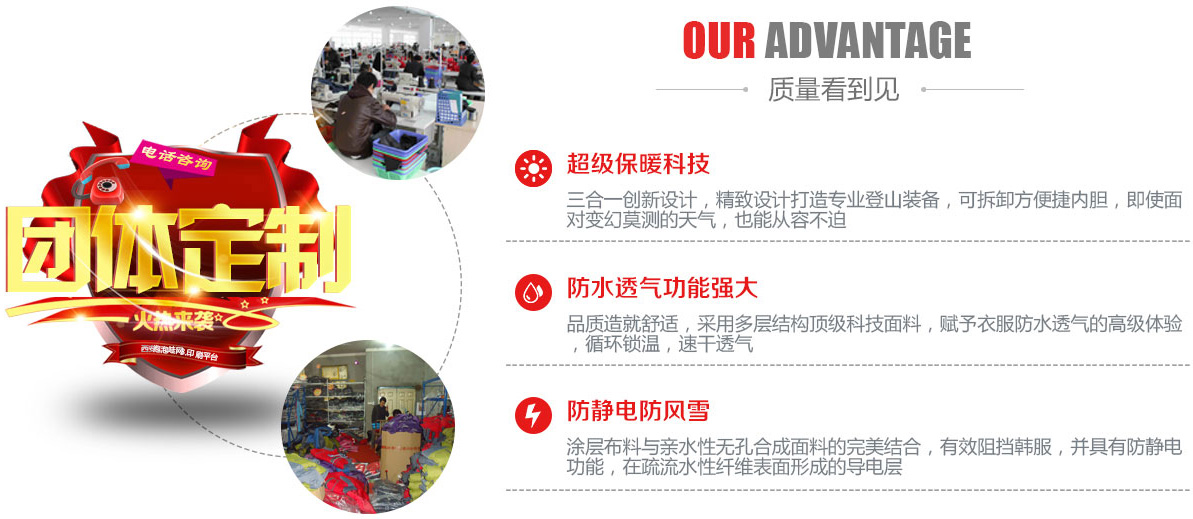 OUR ADVANTAGE
质量看到见
电话咨询
团体定制
火热来袭
超级保暖科技
三合一创新设计，精致设计打造专业登山装备，可拆卸方便捷内胆，即使面
对变幻莫测的天气，也能从容不迫
防水透气功能强大
品质造就舒适，采用多层结构顶级科技面料，赋予衣服防水透气的高级体验
，循环锁温，速干透气
防静电防风雪
涂层布料与亲水性无孔合成面料的完美结合，有效阻挡韩服，并具有防静电
功能，在疏流水性纤维表面形成的导电层